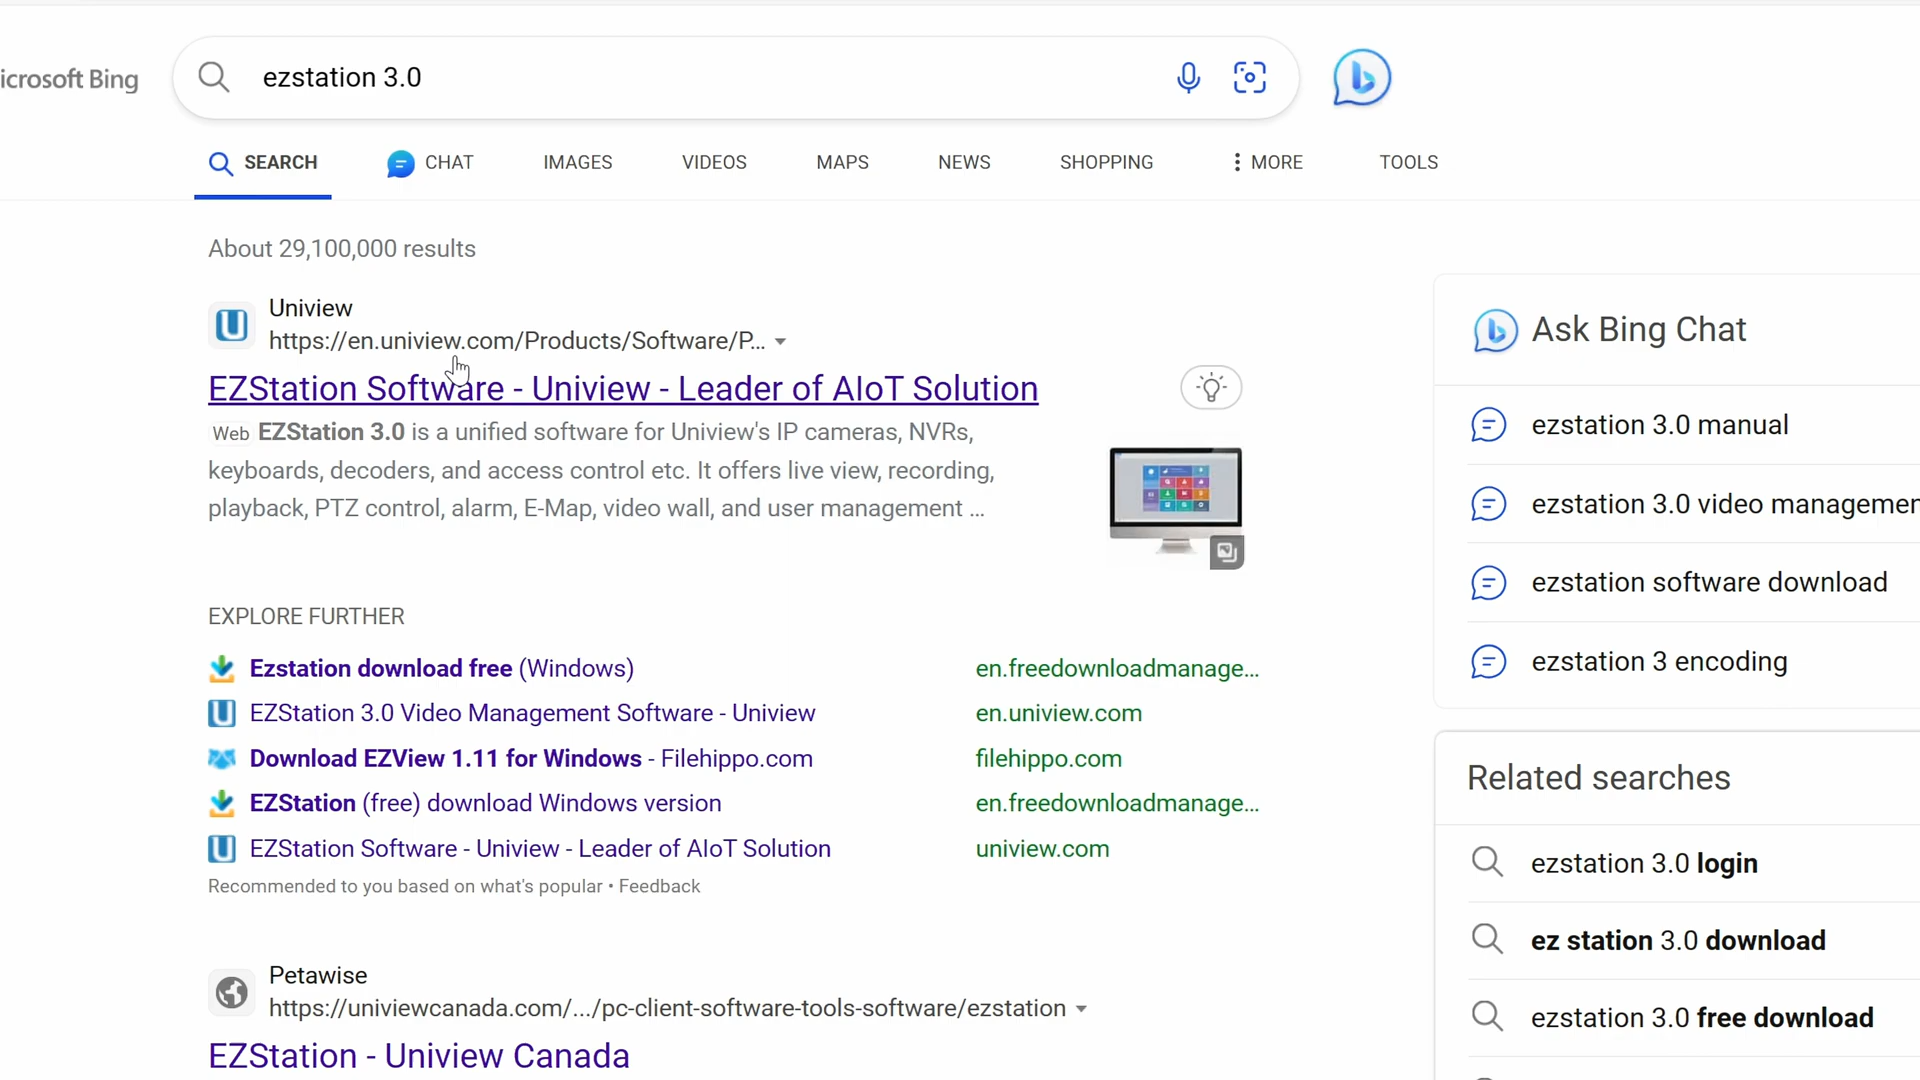 icrosoft Bing
ezstation 3.0
SEARCH
CHAT
IMAGES
VIDEOS
MAPS
NEWS
SHOPPING
MORE
TOOLS
About 29,100,000 results
Uniview
https://en.uniview.com/Products/Software/P...
EZStation Software - Uniview - Leader of AIoT Solution
Web EZStation 3.0 is a unified software for Uniview's IP cameras, NVRs,
keyboards, decoders, and access control etc. It offers live view, recording,
playback, PTZ control, alarm, E-Map, video wall, and user management ...
EXPLORE FURTHER
Ezstation download free (Windows) en.freedownloadmanage...
EZStation 3.0 Video Management Software - Uniview en.uniview.com
Download EZView 1.11 for Windows - Filehippo.com filehippo.com
EZStation (free) download Windows version en.freedownloadmanage...
EZStation Software - Uniview - Leader of AIoT Solution uniview.com
Recommended to you based on what's popular • Feedback
Petawise
https://univiewcanada.com/.../pc-client-software-tools-software/ezstation
EZStation - Uniview Canada
Ask Bing Chat
ezstation 3.0 manual
ezstation 3.0 video managemen
ezstation software download
ezstation 3 encoding
Related searches
ezstation 3.0 login
ez station 3.0 download
ezstation 3.0 free download